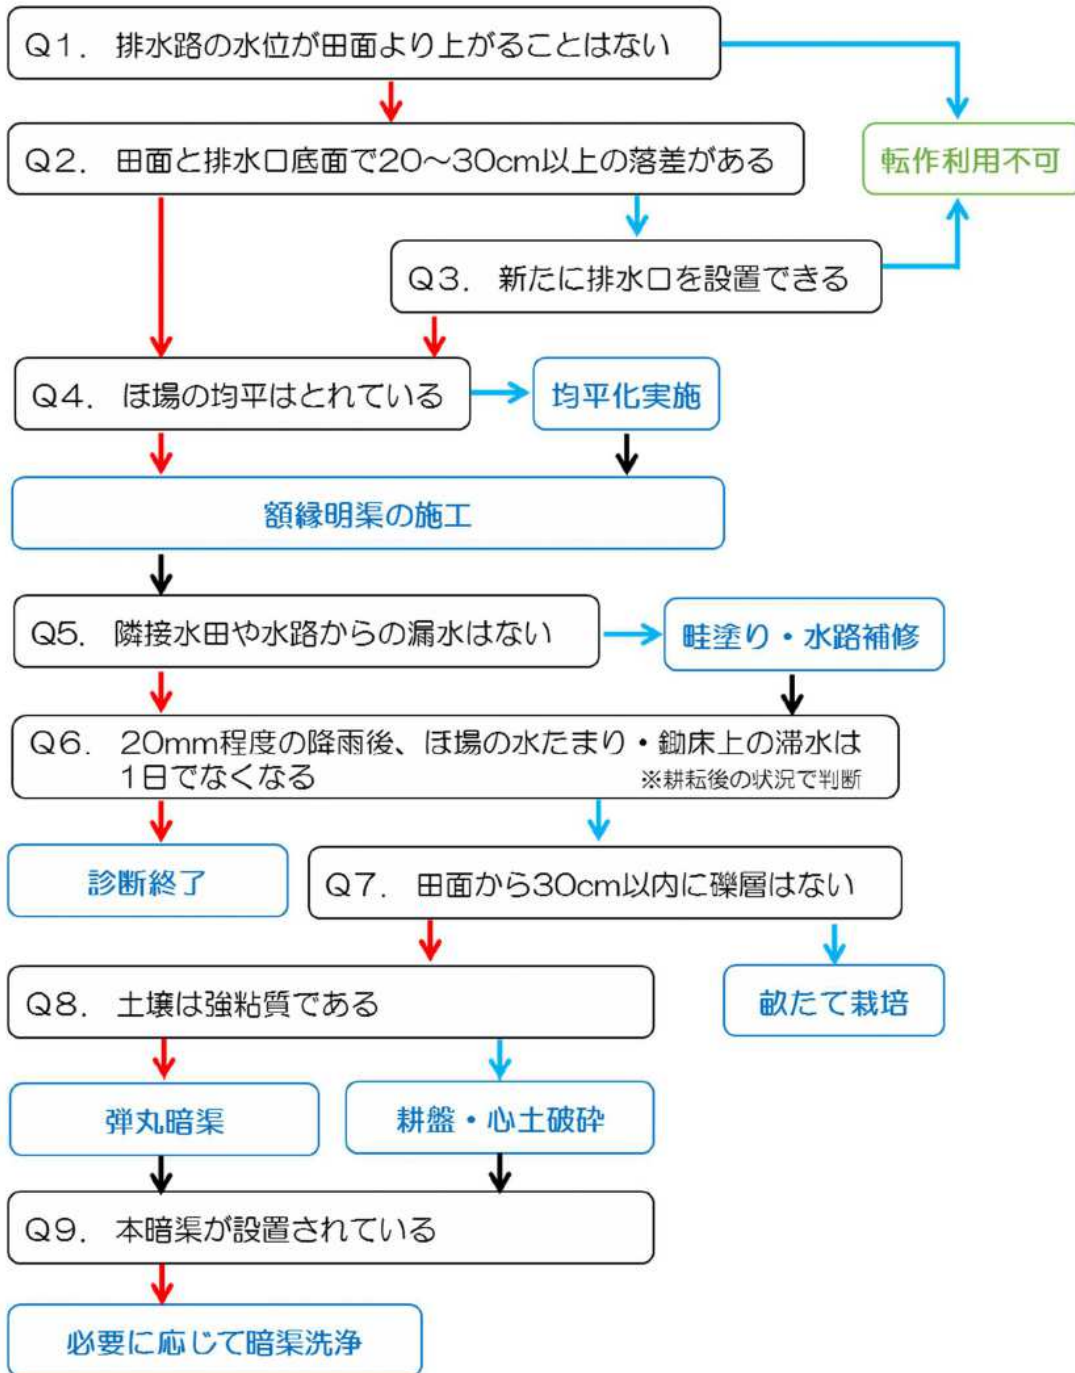 Q1. 排水路の水位が田面より上がることはない
Q2. 田面と排水口底面で20～30cm以上の落差がある
転作利用不可
Q3. 新たに排水口を設置できる
Q4. ほ場の均平はとれている
均平化実施
額縁明渠の施工
Q5. 隣接水田や水路からの漏水はない
畦塗り・水路補修
Q6. 20mm程度の降雨後、ほ場の水たまり・鋤床上の滞水は
1日でなくなる
※耕耘後の状況で判断
診断終了
Q7. 田面から30cm以内に礫層はない
Q8. 土壌は強粘質である
畝たて栽培
弾丸暗渠
耕盤・心土破砕
Q9. 本暗渠が設置されている
必要に応じて暗渠洗浄